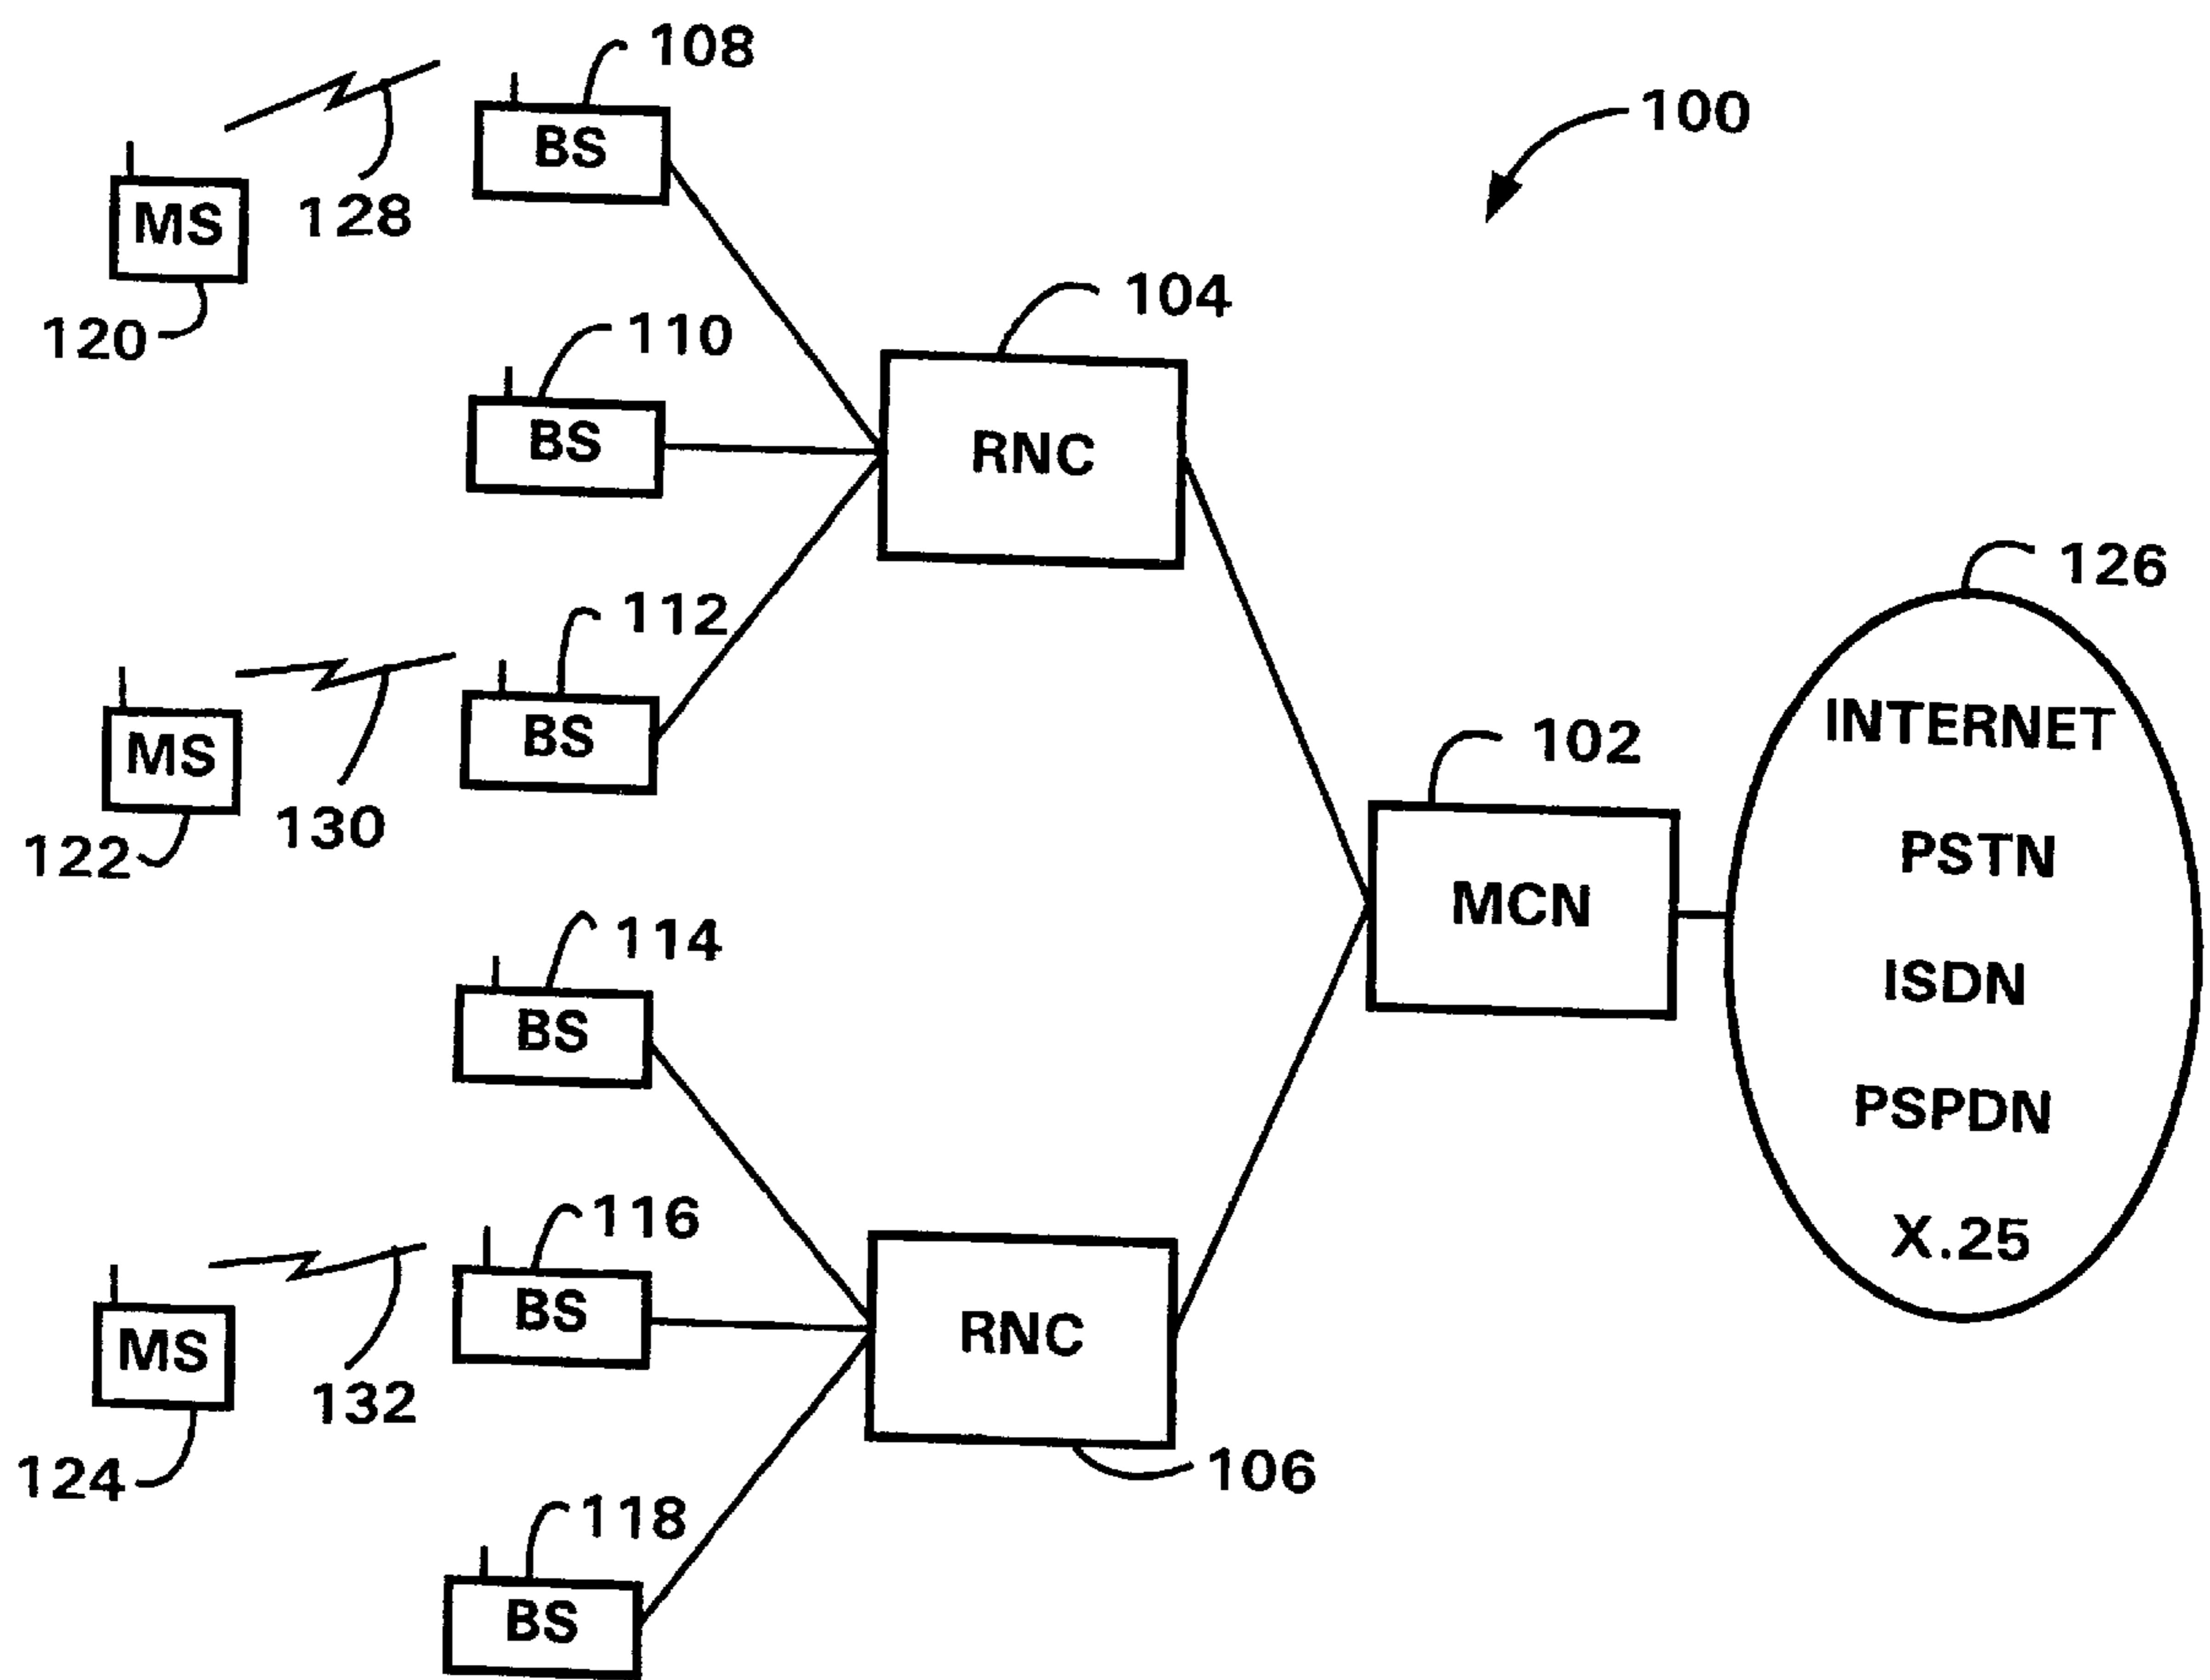 108
100
BS
128
MS
104
120
110
BS
RNC
126
112
INTERNET
102
BS
MS
130
122
PSTN
MCN
114
ISDN
BS
PSPDN
116
X.25
BS
RNC
MS
132
106
124
118
BS